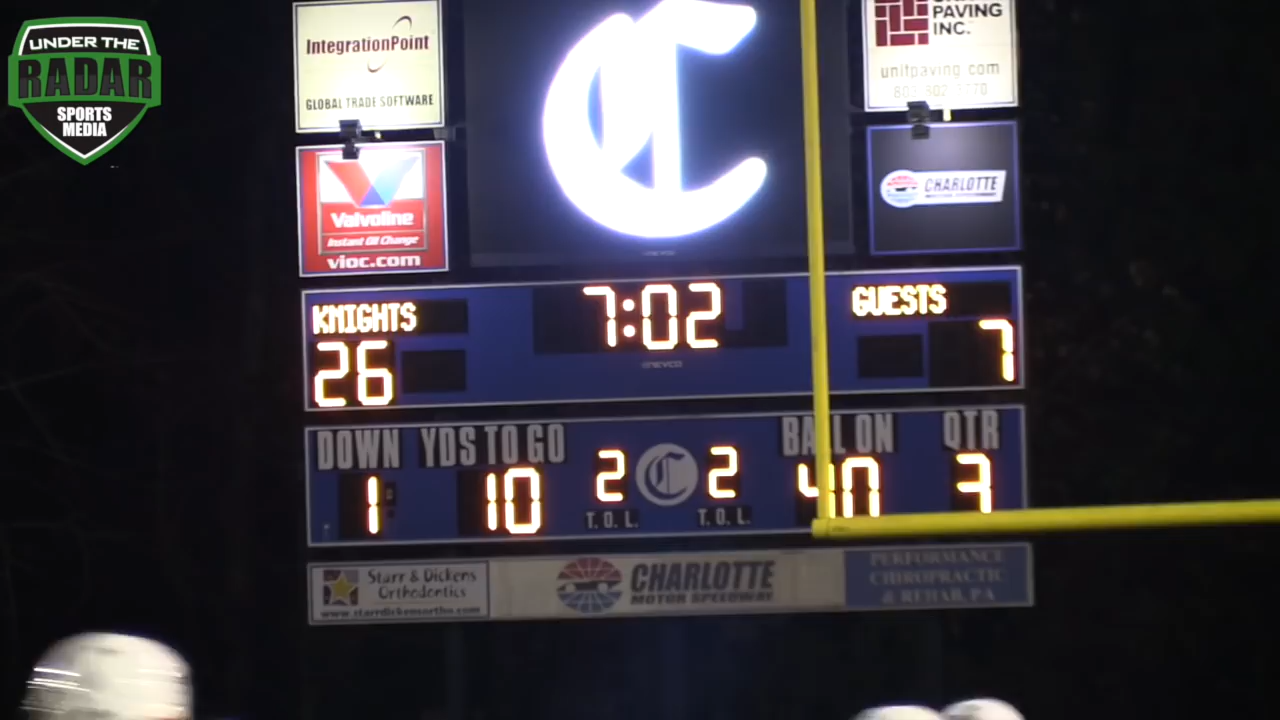 UNDER THE
RADAR
SPORTS
MEDIA
IntegrationPoint
GLOBAL TRADE SOFTWARE
Valvoline
Instant Oil Change
vioc.com
C
PAVING
INC.
unitpaving.com
CHARLOTTE
KNIGHTS
7:02
GUESTS
26
7
NEVCO
DOWN
YDS TO GO
BALL ON
QTR
1
10
2
C
2
40
3
T. O. L.
T. O. L.
Starr & Dickens
Orthodontics
www.starrdickensortho.com
CHARLOTTE
MOTOR SPEEDWAY
PERFORMANCE
CHIROPRACTIC
& REHAB, PA